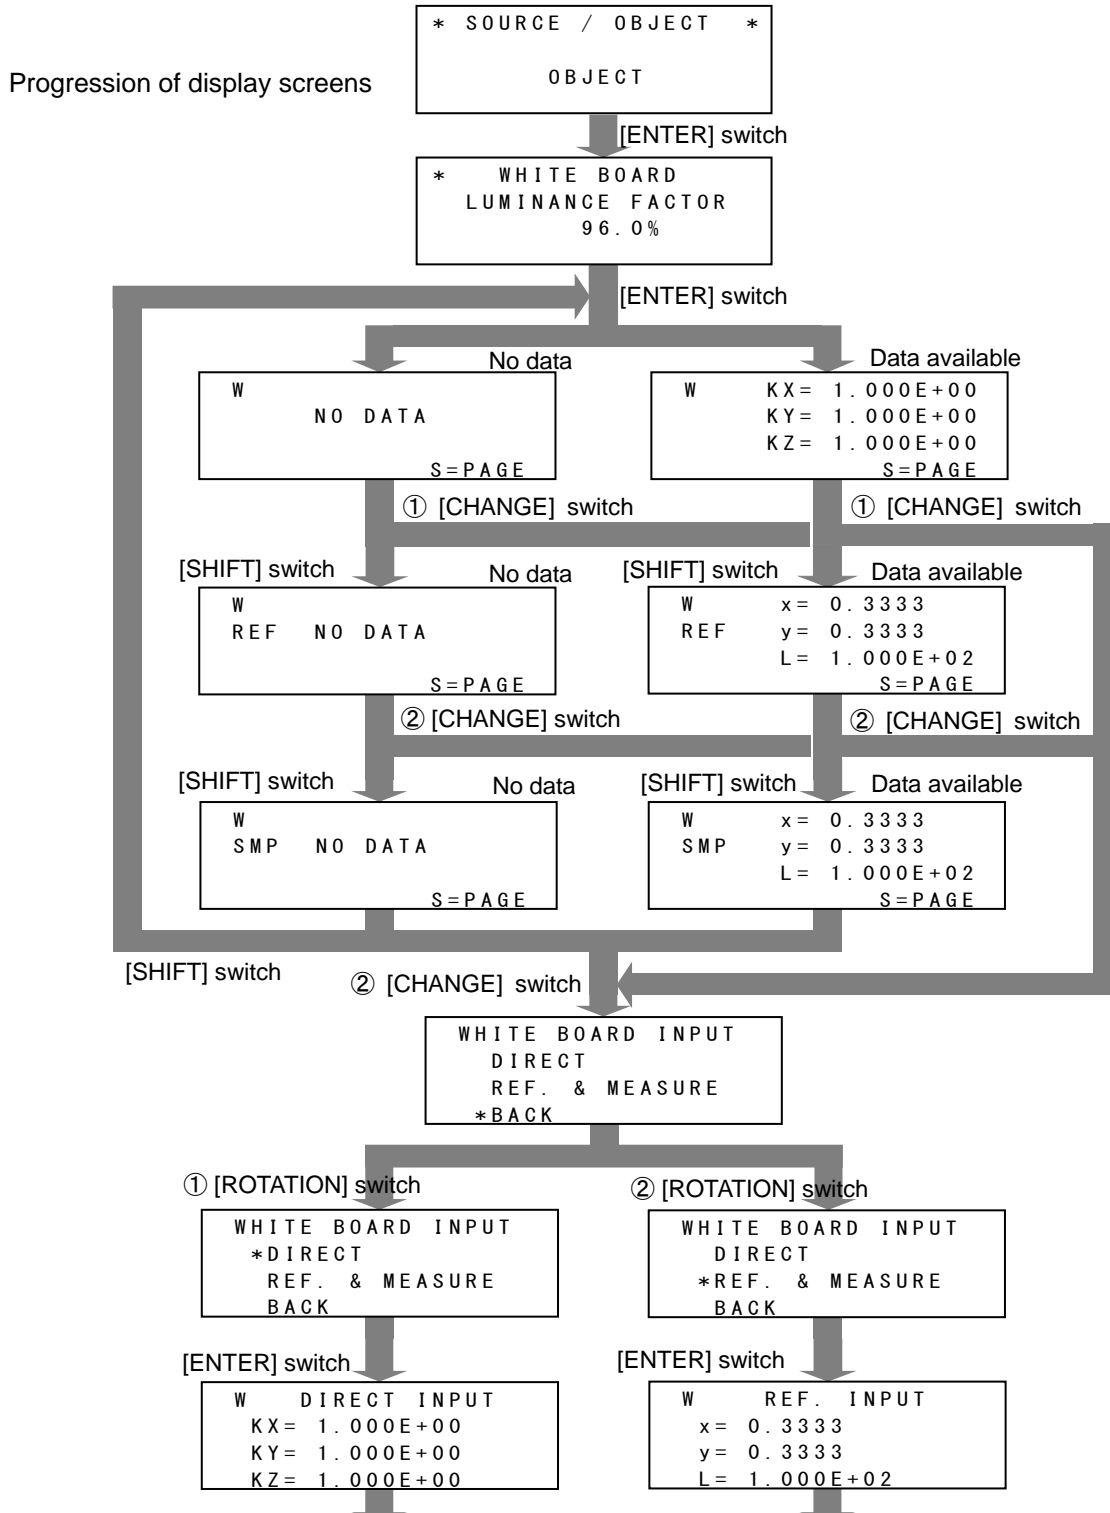 * SOURCE / OBJECT *
OBJECT
Progression of display screens
[ENTER] switch
* WHITE BOARD
LUMINANCE FACTOR
96.0%
[ENTER] switch
No data
Data available
W
NO DATA
S=PAGE
W KX= 1.000E+00
KY= 1.000E+00
KZ= 1.000E+00
S=PAGE
① [CHANGE] switch
① [CHANGE] switch
[SHIFT] switch
No data
[SHIFT] switch
Data available
W
REF NO DATA
S=PAGE
W x= 0.3333
REF y= 0.3333
L= 1.000E+02
S=PAGE
② [CHANGE] switch
② [CHANGE] switch
[SHIFT] switch
No data
[SHIFT] switch
Data available
W
SMP NO DATA
S=PAGE
W x= 0.3333
SMP y= 0.3333
L= 1.000E+02
S=PAGE
[SHIFT] switch
② [CHANGE] switch
WHITE BOARD INPUT
DIRECT
REF. & MEASURE
*BACK
① [ROTATION] switch
② [ROTATION] switch
WHITE BOARD INPUT
*DIRECT
REF. & MEASURE
BACK
WHITE BOARD INPUT
DIRECT
*REF. & MEASURE
BACK
[ENTER] switch
[ENTER] switch
W DIRECT INPUT
KX= 1.000E+00
KY= 1.000E+00
KZ= 1.000E+00
W REF. INPUT
x= 0.3333
y= 0.3333
L= 1.000E+02